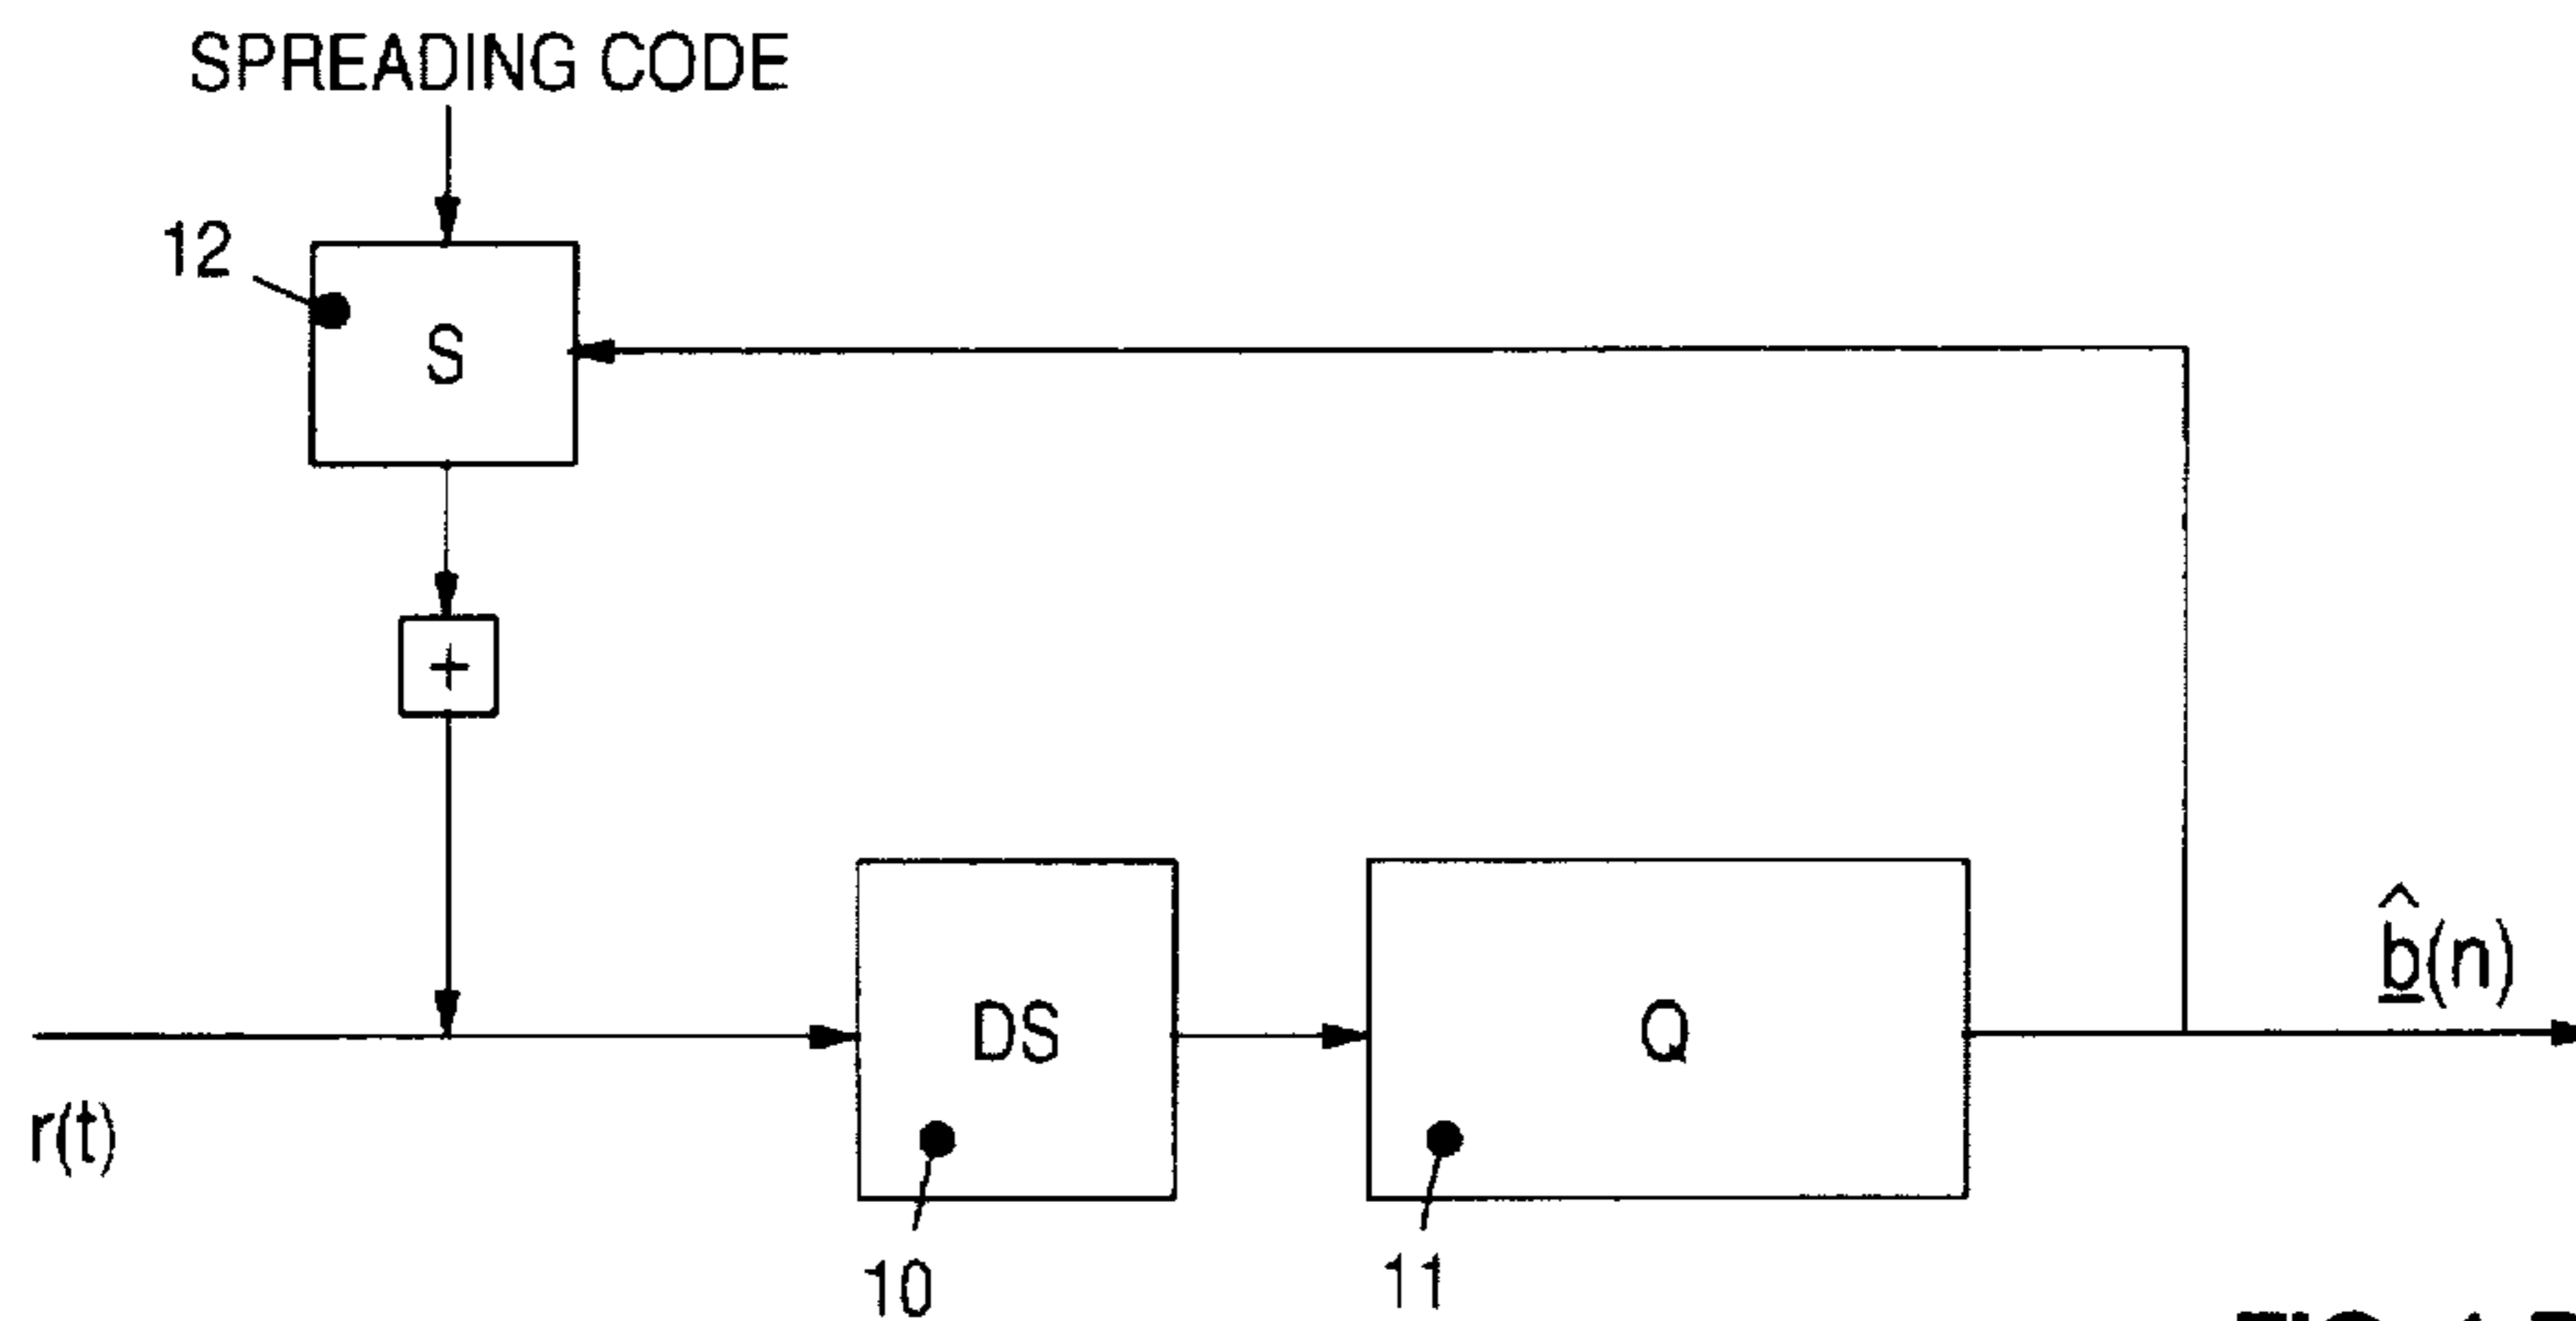 SPREADING CODE
12
S
+
DS
Q
b̲̂(n)
r(t)
10
11